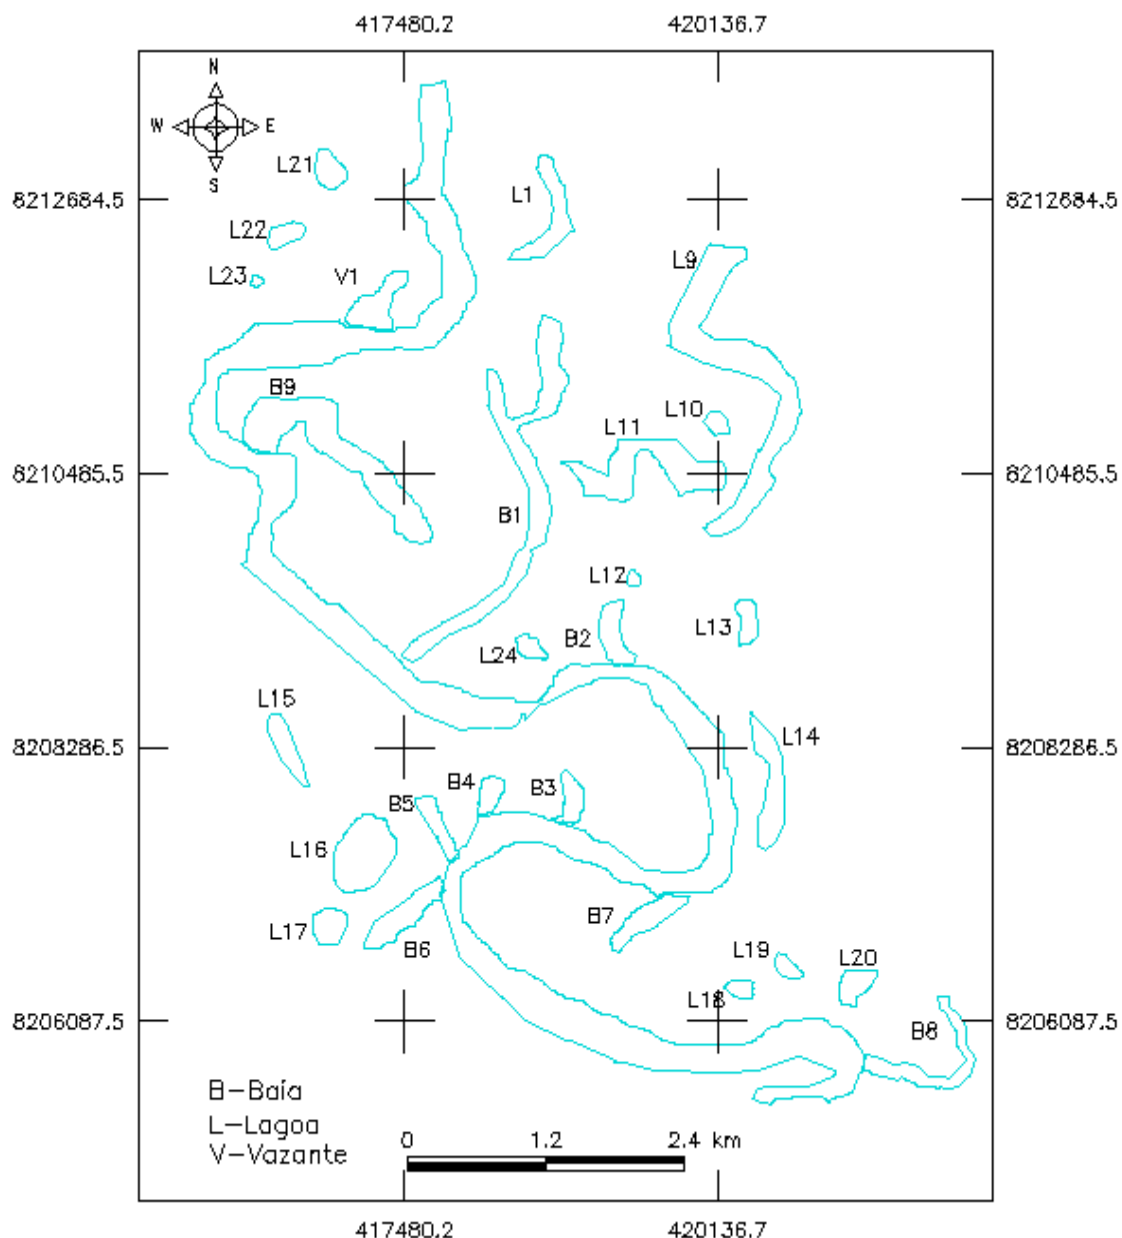 417480.2 420136.7
N
W E
S
L21
L1
8212684.5 8212684.5
L22
L9
L23 V1
B9
L10
L11
8210485.5 8210485.5
B1
L12
B2 L13
L24
L15
L14
8208286.5 8208286.5
B4 B3
B5
L16
B7
L17 B6
L19 L20
L18
8206087.5 8206087.5
B8
B–Baía
L–Lagoa
V–Vazante
0 1.2 2.4 km
417480.2 420136.7